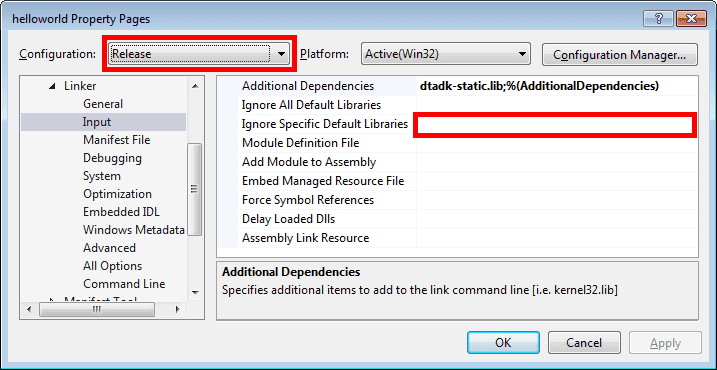 helloworld Property Pages
Configuration: Release Platform: Active(Win32) Configuration Manager...
Linker
General
Input
Manifest File
Debugging
System
Optimization
Embedded IDL
Windows Metadata
Advanced
All Options
Command Line
Manifest Tool
Additional Dependencies dtadk-static.lib;%(AdditionalDependencies)
Ignore All Default Libraries
Ignore Specific Default Libraries
Module Definition File
Add Module to Assembly
Embed Managed Resource File
Force Symbol References
Delay Loaded Dlls
Assembly Link Resource
Additional Dependencies
Specifies additional items to add to the link command line [i.e. kernel32.lib]
OK Cancel Apply